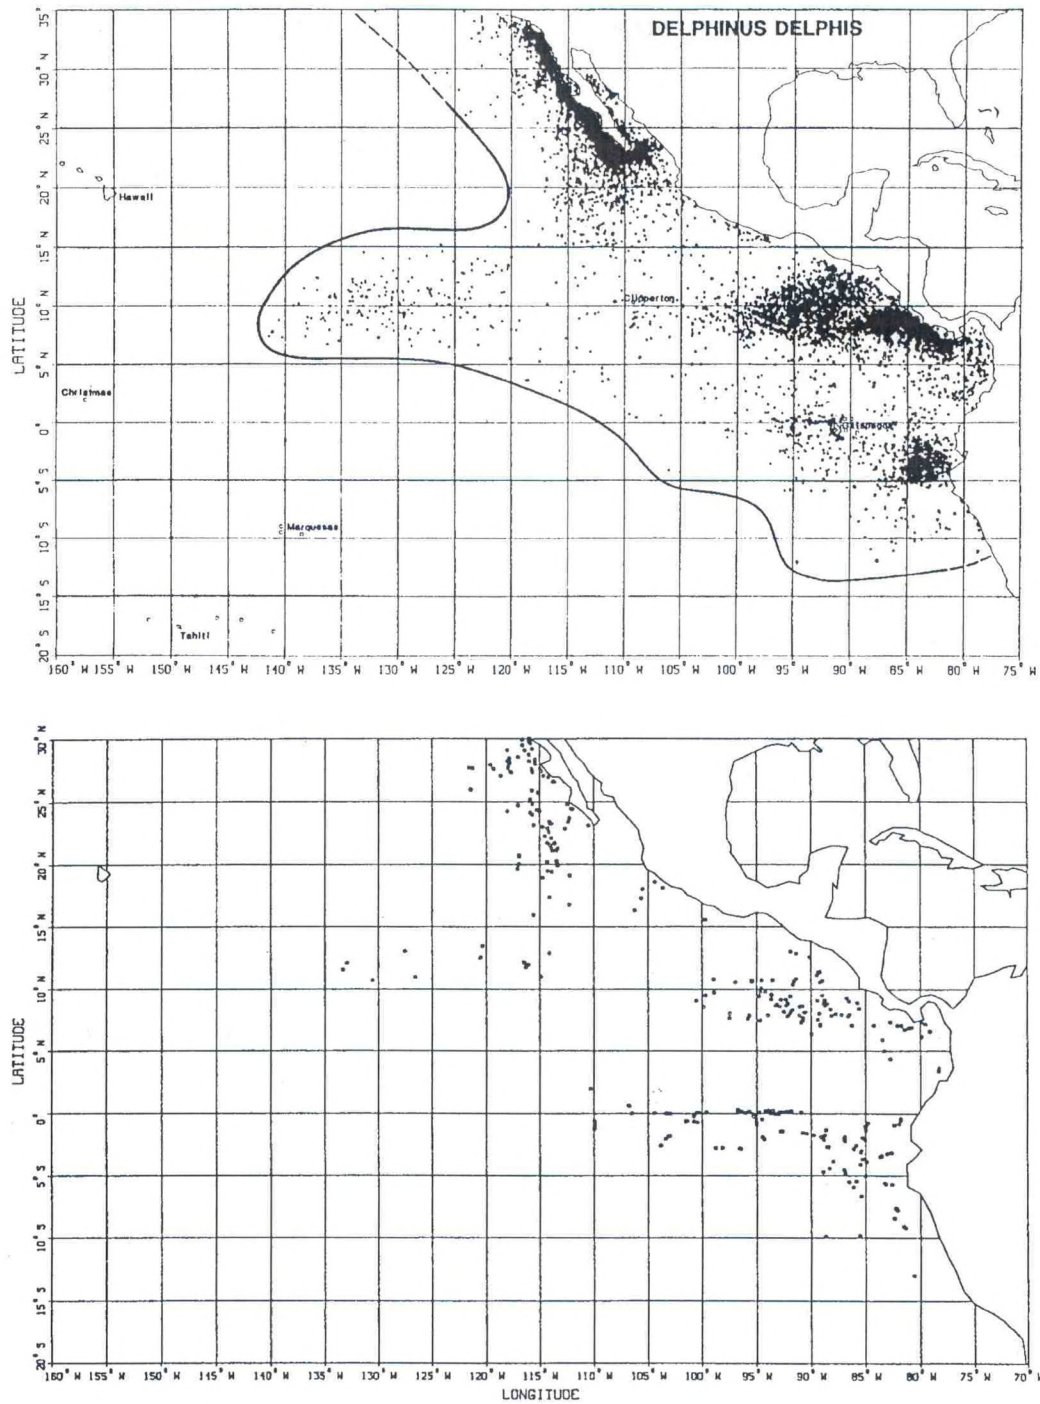 DELPHINUS DELPHIS
35°
30° N
25°
20° N
15°
10° N
5° N
0°
5° S
10° S
15° S
20° S
LATITUDE
Hawaii
Clipperton
Christmas
Marquesas
Tahiti
160° W 155° W 150° W 145° W 140° W 135° W 130° W 125° W 120° W 115° W 110° W 105° W 100° W 95° W 90° W 85° W 80° W 75° W
30° N
25° N
20° N
15° N
10° N
5° N
0°
5° S
10° S
15° S
20° S
LATITUDE
160° W 155° W 150° W 145° W 140° W 135° W 130° W 125° W 120° W 115° W 110° W 105° W 100° W 95° W 90° W 85° W 80° W 75° W 70° W
LONGITUDE